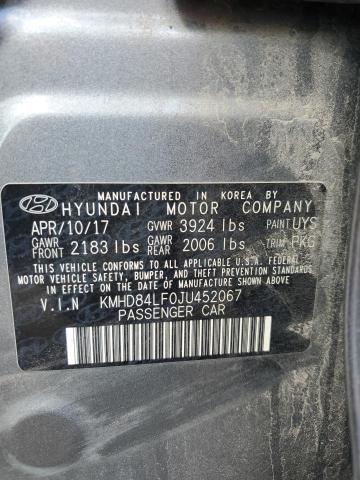 MANUFACTURED IN KOREA BY
HYUNDAI MOTOR COMPANY
APR/10/17 GVWR 3924 lbs PAINT UYS
GAWR FRONT 2183 lbs GAWR REAR 2006 lbs TRIM PKG
THIS VEHICLE CONFORMS TO ALL APPLICABLE U.S.A. FEDERAL
MOTOR VEHICLE SAFETY, BUMPER, AND THEFT PREVENTION
STANDARDS IN EFFECT ON THE DATE OF MANUFACTURE SHOWN ABOVE.
V.I.N KMHD84LF0JU452067
PASSENGER CAR